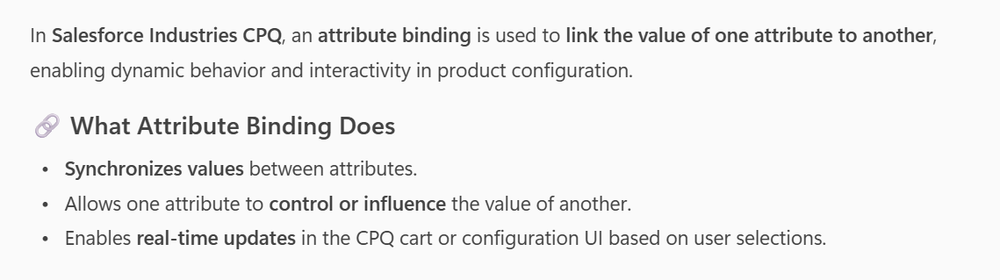 In Salesforce Industries CPQ, an attribute binding is used to link the value of one attribute to another,
enabling dynamic behavior and interactivity in product configuration.
🔗 What Attribute Binding Does
• Synchronizes values between attributes.
• Allows one attribute to control or influence the value of another.
• Enables real-time updates in the CPQ cart or configuration UI based on user selections.